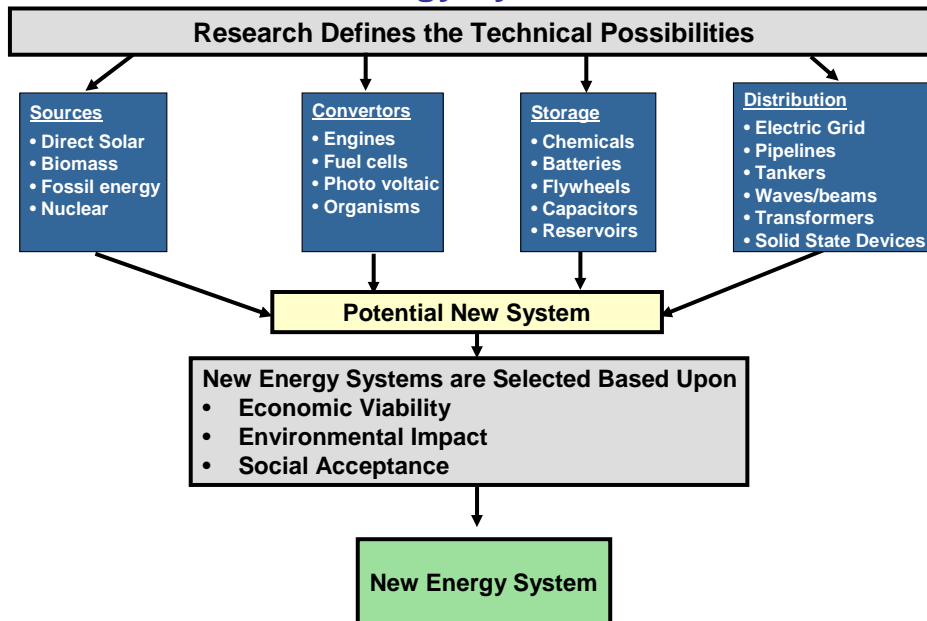 Research Defines the Technical Possibilities
Sources
• Direct Solar
• Biomass
• Fossil energy
• Nuclear
Convertors
• Engines
• Fuel cells
• Photo voltaic
• Organisms
Storage
• Chemicals
• Batteries
• Flywheels
• Capacitors
• Reservoirs
Distribution
• Electric Grid
• Pipelines
• Tankers
• Waves/beams
• Transformers
• Solid State Devices
Potential New System
New Energy Systems are Selected Based Upon
• Economic Viability
• Environmental Impact
• Social Acceptance
New Energy System